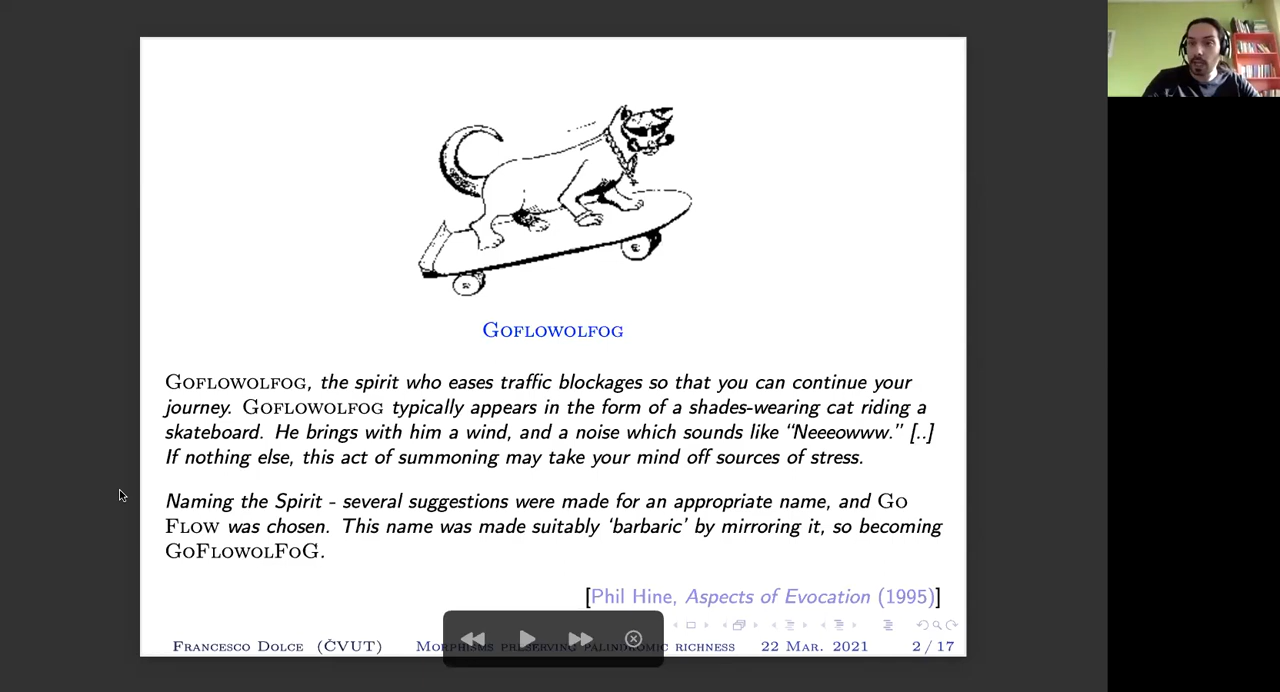 GOFLOWOLFOG
GOFLOWOLFOG, the spirit who eases traffic blockages so that you can continue your
journey. GOFLOWOLFOG typically appears in the form of a shades-wearing cat riding a
skateboard. He brings with him a wind, and a noise which sounds like “Neeeowww.” [..]
If nothing else, this act of summoning may take your mind off sources of stress.
Naming the Spirit - several suggestions were made for an appropriate name, and GO
FLOW was chosen. This name was made suitably ‘barbaric’ by mirroring it, so becoming
GOFLOWOLFOG.
[Phil Hine, Aspects of Evocation (1995)]
FRANCESCO DOLCE (ČVUT) MORPHISMS PRESERVING PALINDROMIC RICHNESS 22 MAR. 2021 2 / 17